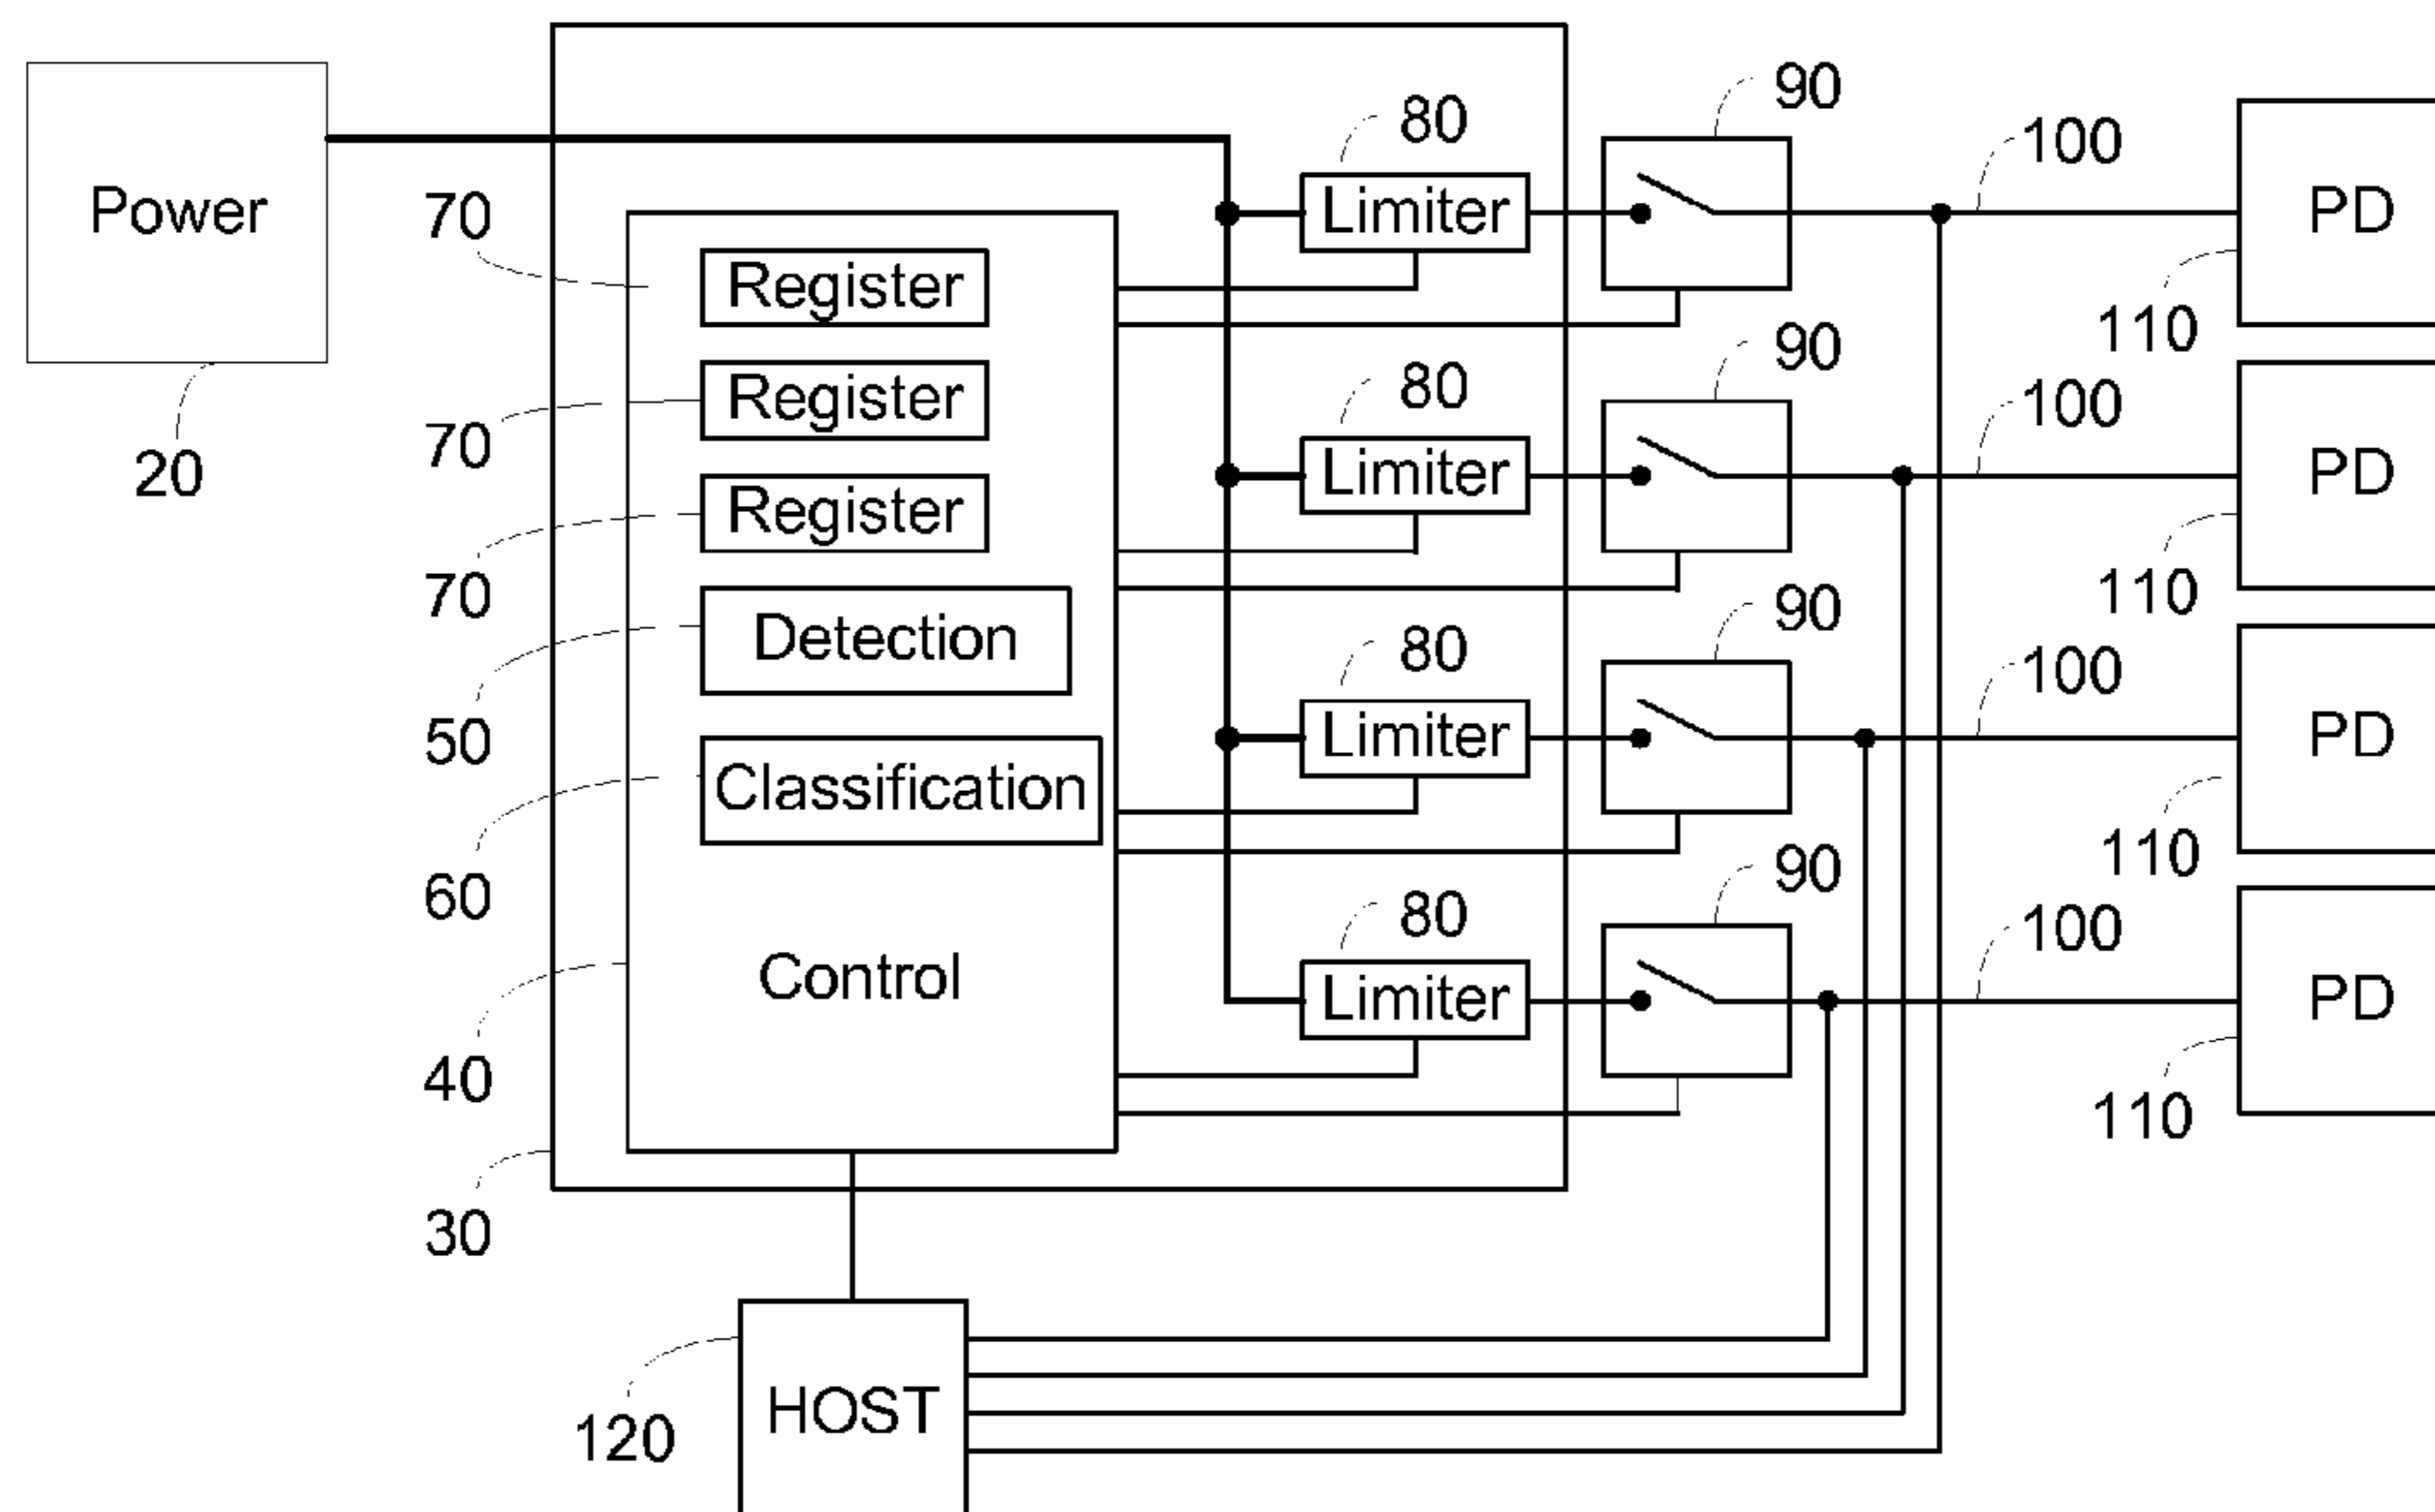 Power
20
70
Register
70
Register
70
Register
50
Detection
60
Classification
40
Control
30
80
Limiter
90
100
PD
110
80
Limiter
90
100
PD
110
80
Limiter
90
100
PD
110
80
Limiter
90
100
PD
110
120
HOST